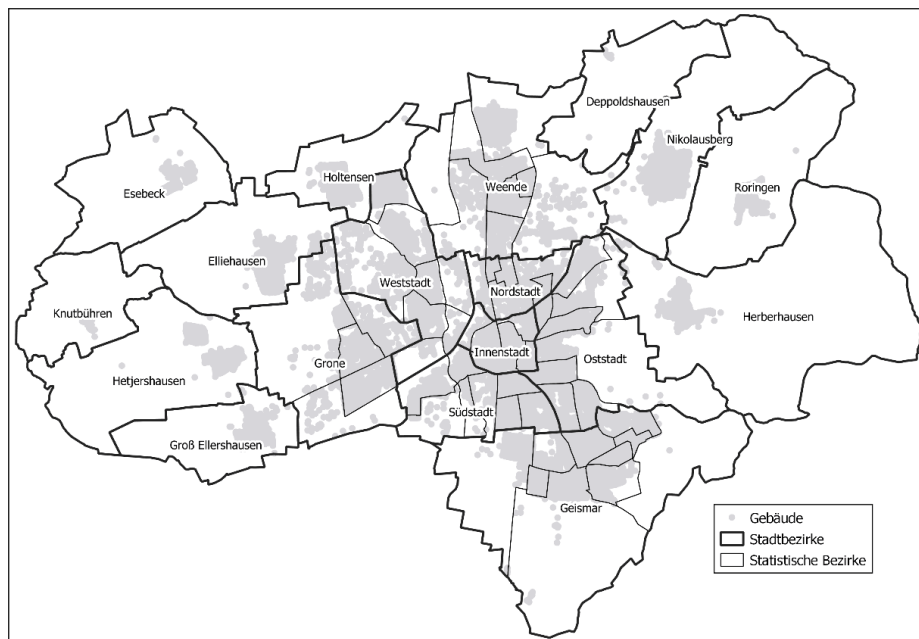 Deppoldshausen
Nikolausberg
Esebeck
Holtensen
Weende
Roringen
Elliehausen
Weststadt
Nordstadt
Knutbühren
Herberhausen
Innenstadt
Grone
Oststadt
Hetjershausen
Südstadt
Groß Ellershausen
Geismar
Gebäude
Stadtbezirke
Statistische Bezirke